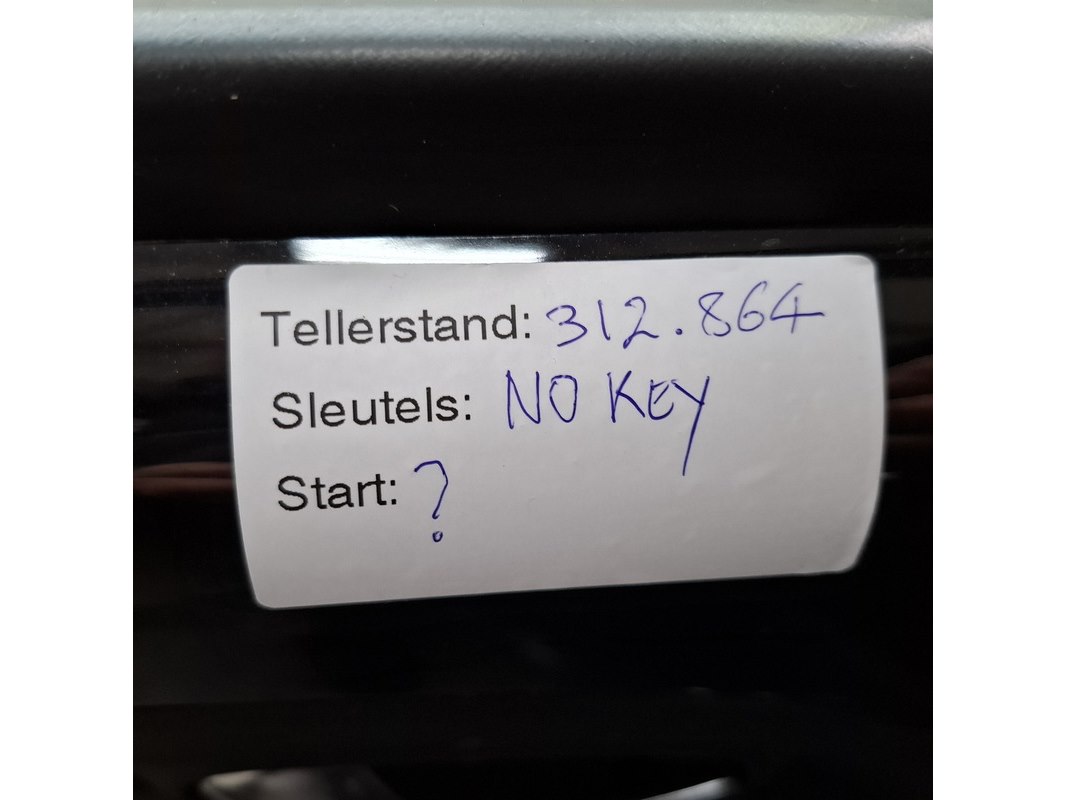 Tellerstand: 312.864
Sleutels: NO KEY
Start: ?